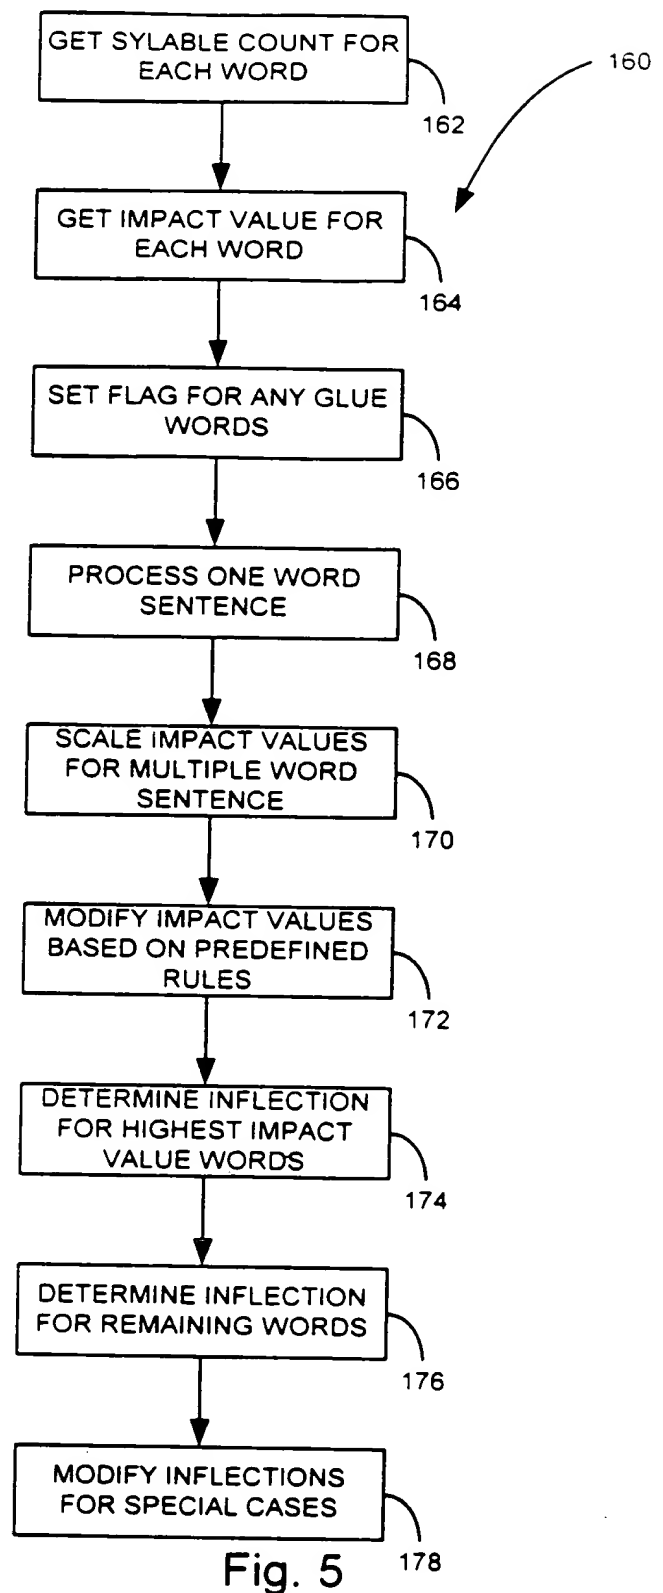 GET SYLABLE COUNT FOR
EACH WORD
160
162
GET IMPACT VALUE FOR
EACH WORD
164
SET FLAG FOR ANY GLUE
WORDS
166
PROCESS ONE WORD
SENTENCE
168
SCALE IMPACT VALUES
FOR MULTIPLE WORD
SENTENCE
170
MODIFY IMPACT VALUES
BASED ON PREDEFINED
RULES
172
DETERMINE INFLECTION
FOR HIGHEST IMPACT
VALUE WORDS
174
DETERMINE INFLECTION
FOR REMAINING WORDS
176
MODIFY INFLECTIONS
FOR SPECIAL CASES
178
Fig. 5